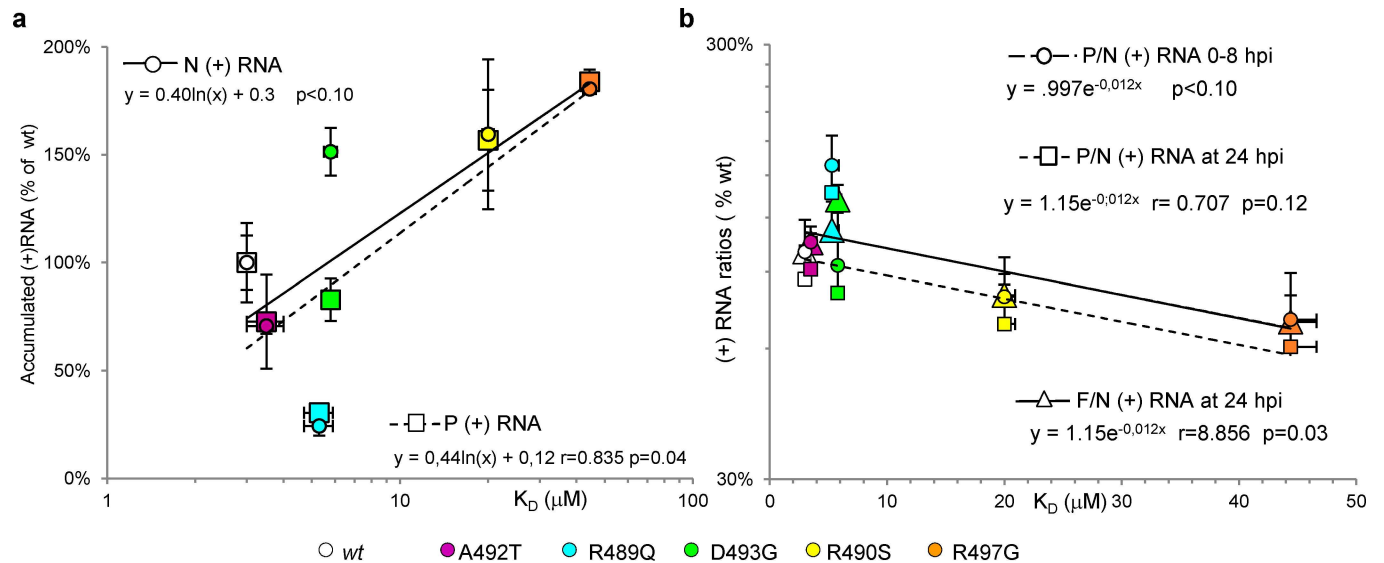 a
200%
150%
100%
50%
0%
Accumulated (+)RNA (% of wt)
N (+) RNA
y = 0.40ln(x) + 0.3 p<0.10
P (+) RNA
y = 0,44ln(x) + 0,12 r=0.835 p=0.04
1 10 100
K_D (µM)
b
300%
30%
(+) RNA ratios ( % wt)
P/N (+) RNA 0-8 hpi
y = .997e^-0,012x p<0.10
P/N (+) RNA at 24 hpi
y = 1.15e^-0;012x r= 0.707 p=0.12
F/N (+) RNA at 24 hpi
y = 1.15e^-0,012x r=8.856 p=0.03
0 10 20 30 40 50
K_D (µM)
wt A492T R489Q D493G R490S R497G